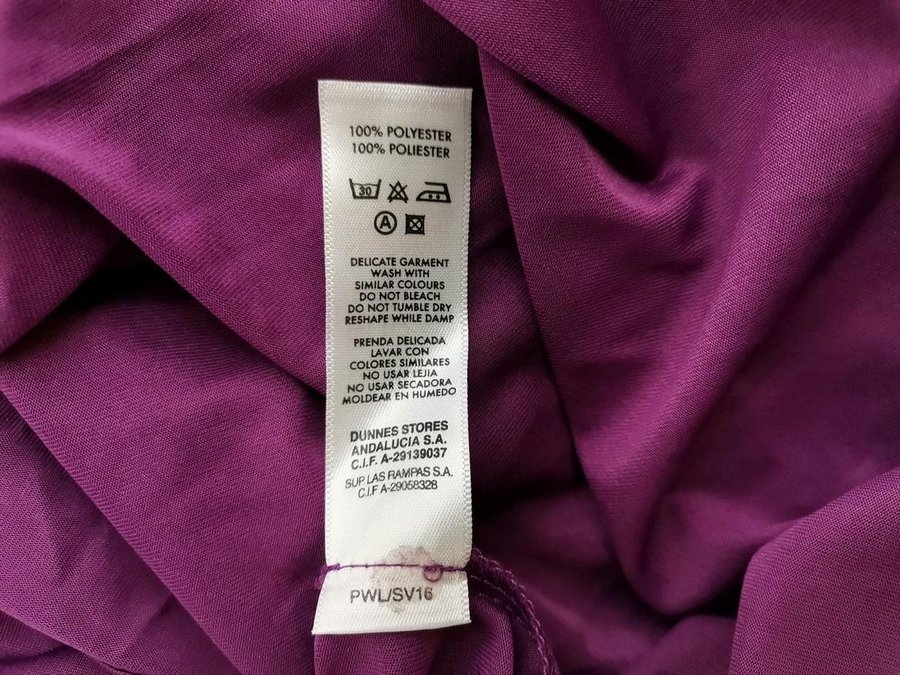 100% POLYESTER
100% POLIESTER
30
A
DELICATE GARMENT
WASH WITH
SIMILAR COLOURS
DO NOT BLEACH
DO NOT TUMBLE DRY
RESHAPE WHILE DAMP
PRENDA DELICADA
LAVAR CON
COLORES SIMILARES
NO USAR LEJIA
NO USAR SECADORA
MOLDEAR EN HUMEDO
DUNNES STORES
ANDALUCIA S.A.
C.I.F. A-29139037
SUP. LAS RAMPAS S.A.
C.I.F A-29058328
PWL/SV16